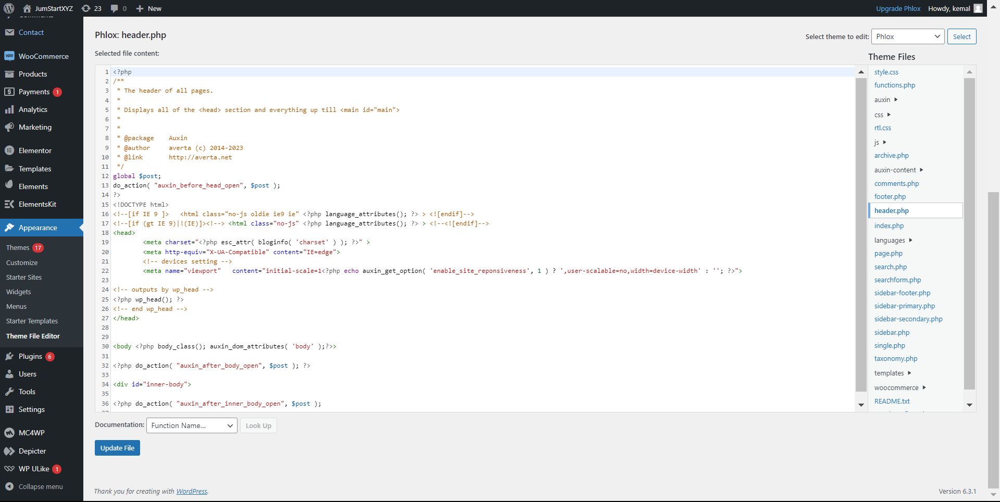 JumStartXYZ
23
0
New
Upgrade Phlox
Howdy, kemal
Contact
WooCommerce
Products
Payments 1
Analytics
Marketing
Elementor
Templates
Elements
ElementsKit
Appearance
Themes 17
Customize
Starter Sites
Widgets
Menus
Starter Templates
Theme File Editor
Plugins 6
Users
Tools
Settings
MC4WP
Depicter
WP ULike 1
Collapse menu
Phlox: header.php
Select theme to edit: Phlox Select
Selected file content:
1 <?php
2 /**
3  * The header of all pages.
4  *
5  * Displays all of the <head> section and everything up till <main id="main">
6  *
7  *
8  * @package    Auxin
9  * @author     averta (c) 2014-2023
10  * @link       http://averta.net
11  */
12 global $post;
13 do_action( "auxin_before_head_open", $post );
14 ?>
15 <!DOCTYPE html>
16 <!--[if IE 9 ]>   <html class="no-js oldie ie9 ie" <?php language_attributes(); ?> > <![endif]-->
17 <!--[if (gt IE 9)|!(IE)]><!--> <html class="no-js" <?php language_attributes(); ?> > <!--<![endif]-->
18 <head>
19         <meta charset="<?php esc_attr( bloginfo( 'charset' ) ); ?>" >
20         <meta http-equiv="X-UA-Compatible" content="IE=edge">
21         <!-- devices setting -->
22         <meta name="viewport"   content="initial-scale=1<?php echo auxin_get_option( 'enable_site_reponsiveness', 1 ) ? ',user-scalable=no,width=device-width' : ''; ?>">
23
24 <!-- outputs by wp_head -->
25 <?php wp_head(); ?>
26 <!-- end wp_head -->
27 </head>
28
29
30 <body <?php body_class(); auxin_dom_attributes( 'body' );?>>
31
32 <?php do_action( "auxin_after_body_open", $post ); ?>
33
34 <div id="inner-body">
35
36 <?php do_action( "auxin_after_inner_body_open", $post );
Theme Files
style.css
functions.php
auxin
css
rtl.css
js
archive.php
auxin-content
comments.php
footer.php
header.php
index.php
languages
page.php
search.php
searchform.php
sidebar-footer.php
sidebar-primary.php
sidebar-secondary.php
sidebar.php
single.php
taxonomy.php
templates
woocommerce
README.txt
Documentation: Function Name... Look Up
Update File
Thank you for creating with WordPress.
Version 6.3.1